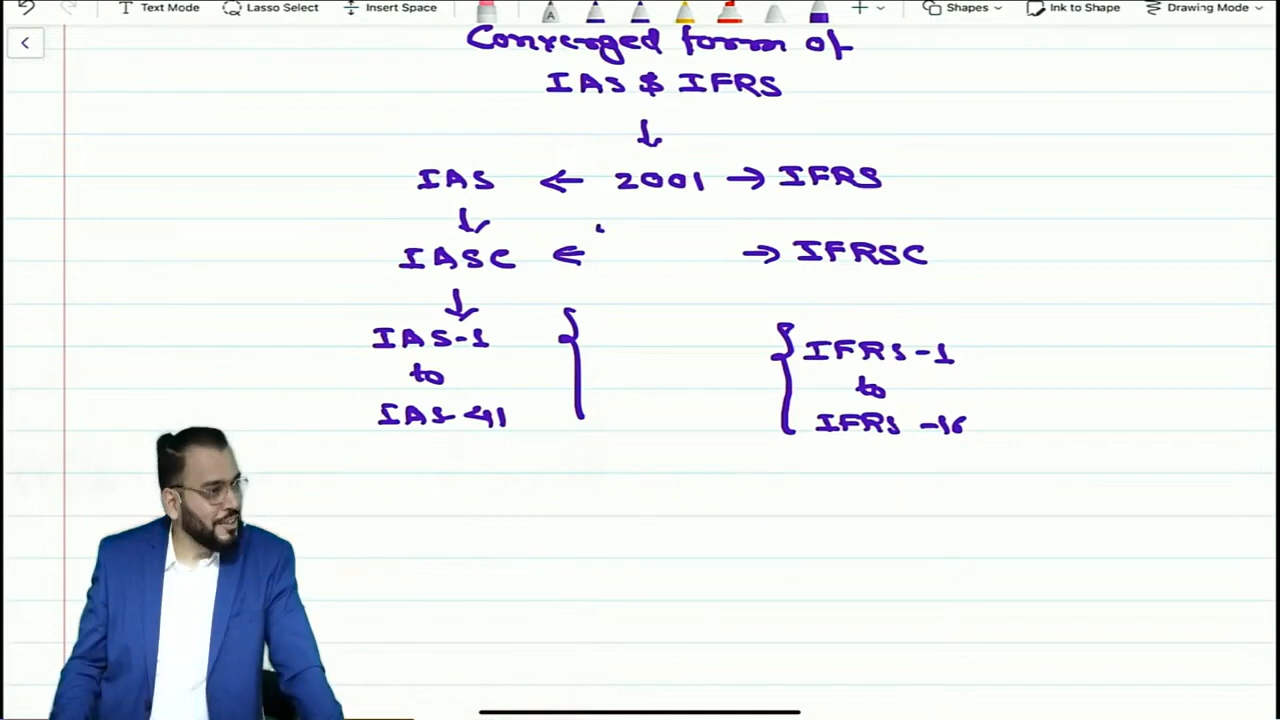 Text Mode Lasso Select Insert Space A Shapes Ink to Shape Drawing Mode
Converged form of
IAS & IFRS
IAS ← 2001 → IFRS
↓
IASC ← → IFRSC
↓
IAS-1
to
IAS-41
IFRS-1
to
IFRS-16